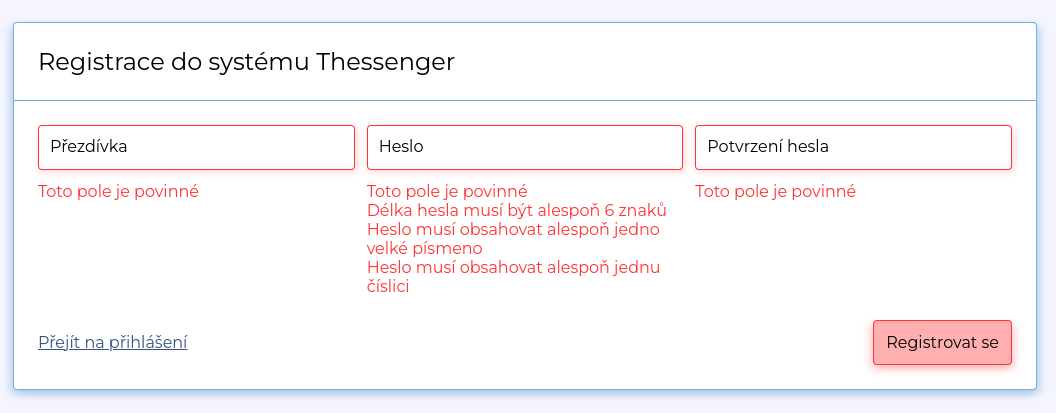 Registrace do systému Thessenger
Přezdívka
Heslo
Potvrzení hesla
Toto pole je povinné
Toto pole je povinné
Délka hesla musí být alespoň 6 znaků
Heslo musí obsahovat alespoň jedno
velké písmeno
Heslo musí obsahovat alespoň jednu
číslici
Toto pole je povinné
Přejít na přihlášení
Registrovat se